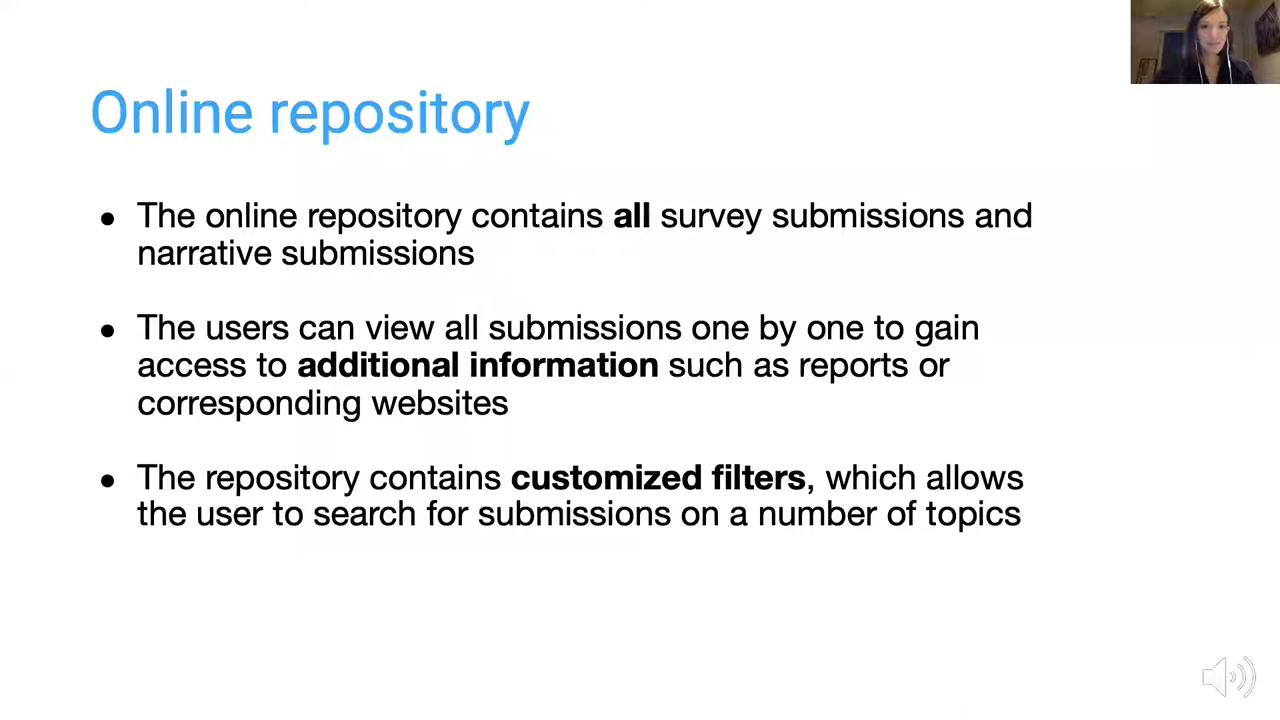 Online repository
● The online repository contains all survey submissions and
narrative submissions
● The users can view all submissions one by one to gain
access to additional information such as reports or
corresponding websites
● The repository contains customized filters, which allows
the user to search for submissions on a number of topics